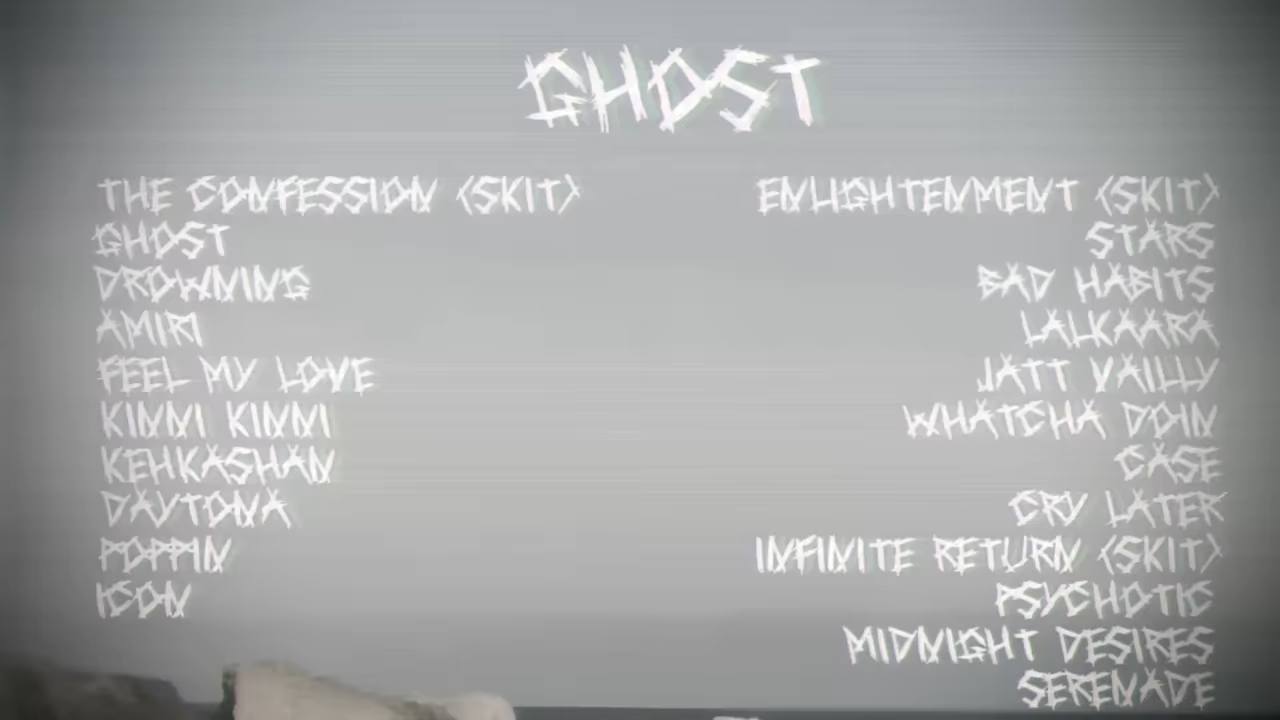 GHOST
THE CONFESSION (SKIT)
GHOST
DROWNING
AMIRI
FEEL MY LOVE
KINNI KINNI
KEHKASHAN
DAYTONA
POPPIN
ICON
ENLIGHTENMENT (SKIT)
STARS
BAD HABITS
LALKAARA
JATT VAILLY
WHATCHA DOIN
CASE
CRY LATER
INFINITE RETURN (SKIT)
PSYCHOTIC
MIDNIGHT DESIRES
SERENADE